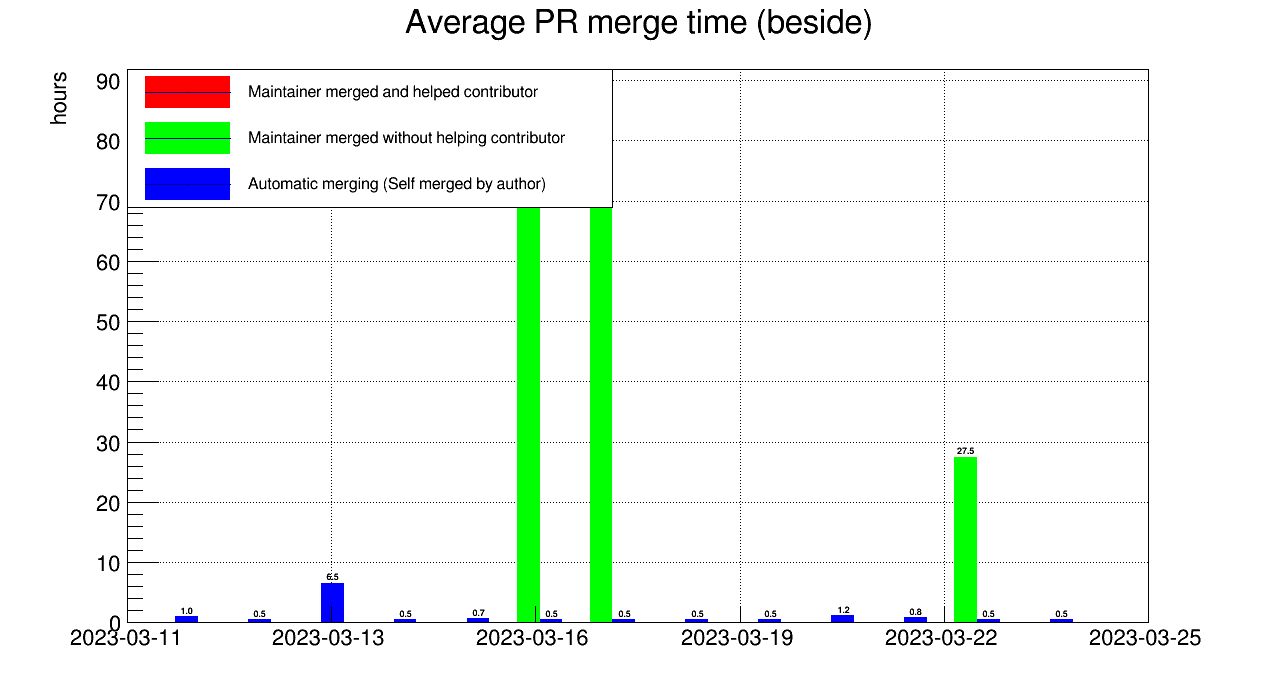 Average PR merge time (beside)
hours
90
80
70
60
50
40
30
20
10
0
Maintainer merged and helped contributor
Maintainer merged without helping contributor
Automatic merging (Self merged by author)
27.5
1.0 0.5 6.5 0.5 0.7 0.5 0.5 0.5 0.5 1.2 0.8 0.5 0.5
2023-03-11 2023-03-13 2023-03-16 2023-03-19 2023-03-22 2023-03-25